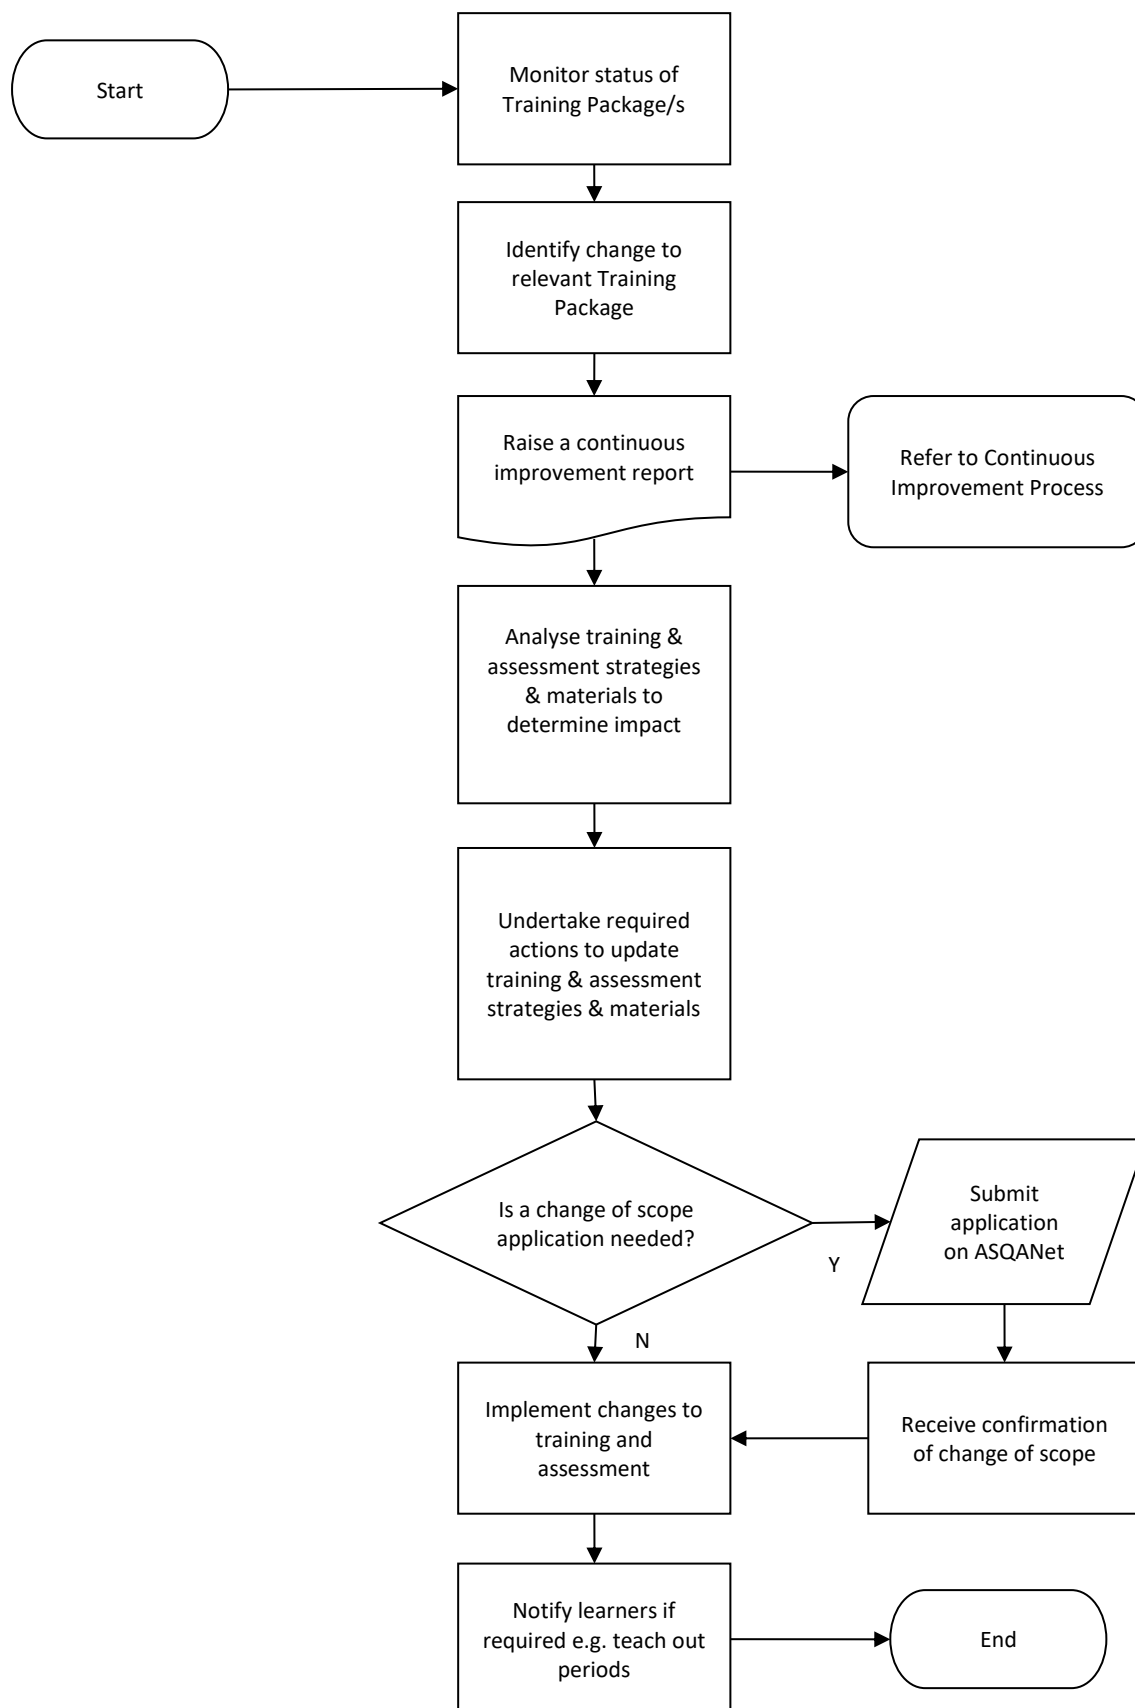 Start
Monitor status of
Training Package/s
Identify change to
relevant Training
Package
Raise a continuous
improvement report
Refer to Continuous
Improvement Process
Analyse training &
assessment strategies
& materials to
determine impact
Undertake required
actions to update
training & assessment
strategies & materials
Is a change of scope
application needed?
Y
Submit
application
on ASQANet
N
Implement changes to
training and
assessment
Receive confirmation
of change of scope
Notify learners if
required e.g. teach out
periods
End